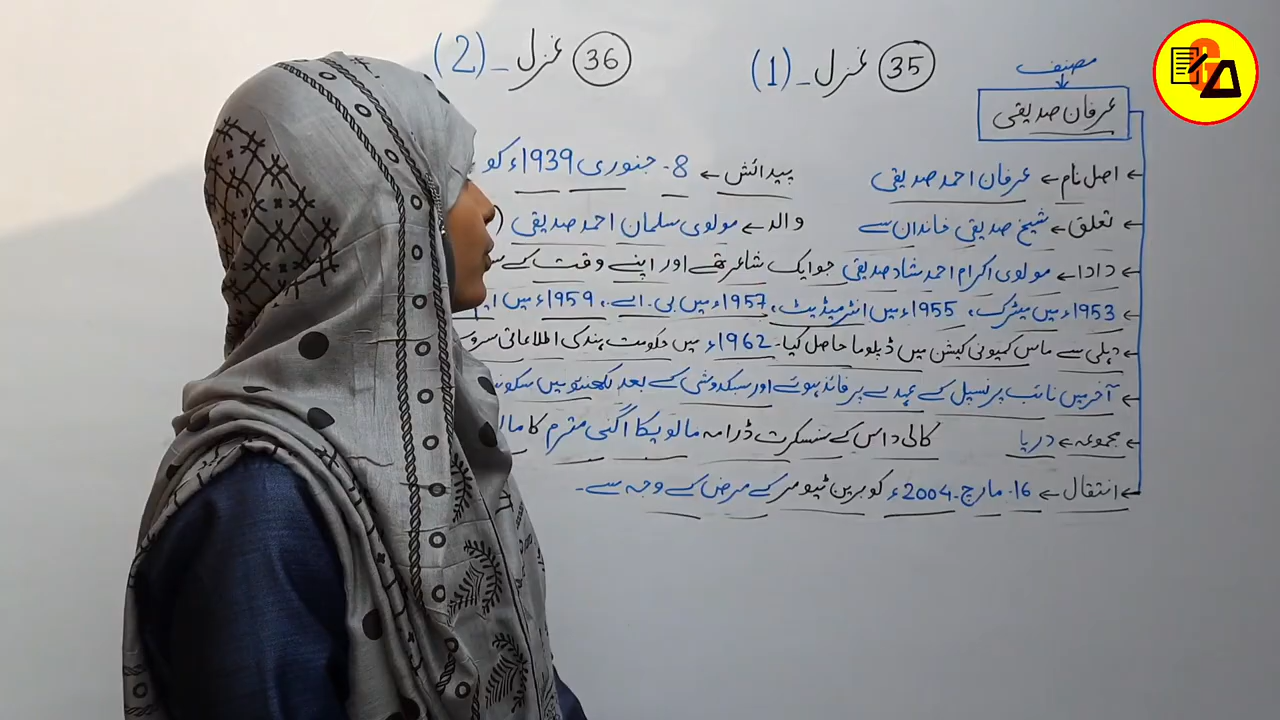 35 غزل - (1)
36 غزل - (2)
مصنف
عرفان صدیقی
اصل نام ← عرفان احمد صدیقی
پیدائش ← 8 - جنوری 1939ء کو
تعلق ← شیخ صدیقی خاندان سے
والد ← مولوی سلمان احمد صدیقی (
دادا ← مولوی اکرام احمد شاد صدیقی جو ایک شاعر تھے اور اپنے وقت کے
1953ء میں میٹرک، 1955ء میں انٹرمیڈیٹ، 1957ء میں بی۔اے۔، 1959ء میں
دہلی سے ماس کمیونی کیشن میں ڈپلوما حاصل کیا۔ 1962ء میں حکومت ہند کی اطلاعاتی
آخر میں نائب پرنسپل کے عہدے پر فائز ہوئے اور سبکدوشی کے بعد لکھنؤ میں
مجموعہ ← دریا
کالی داس کے سنسکرت ڈرامہ مالویکا اگنی مترم کا
انتقال ← 16 - مارچ - 2004ء کو برین ٹیومر کے مرض کے وجہ سے۔